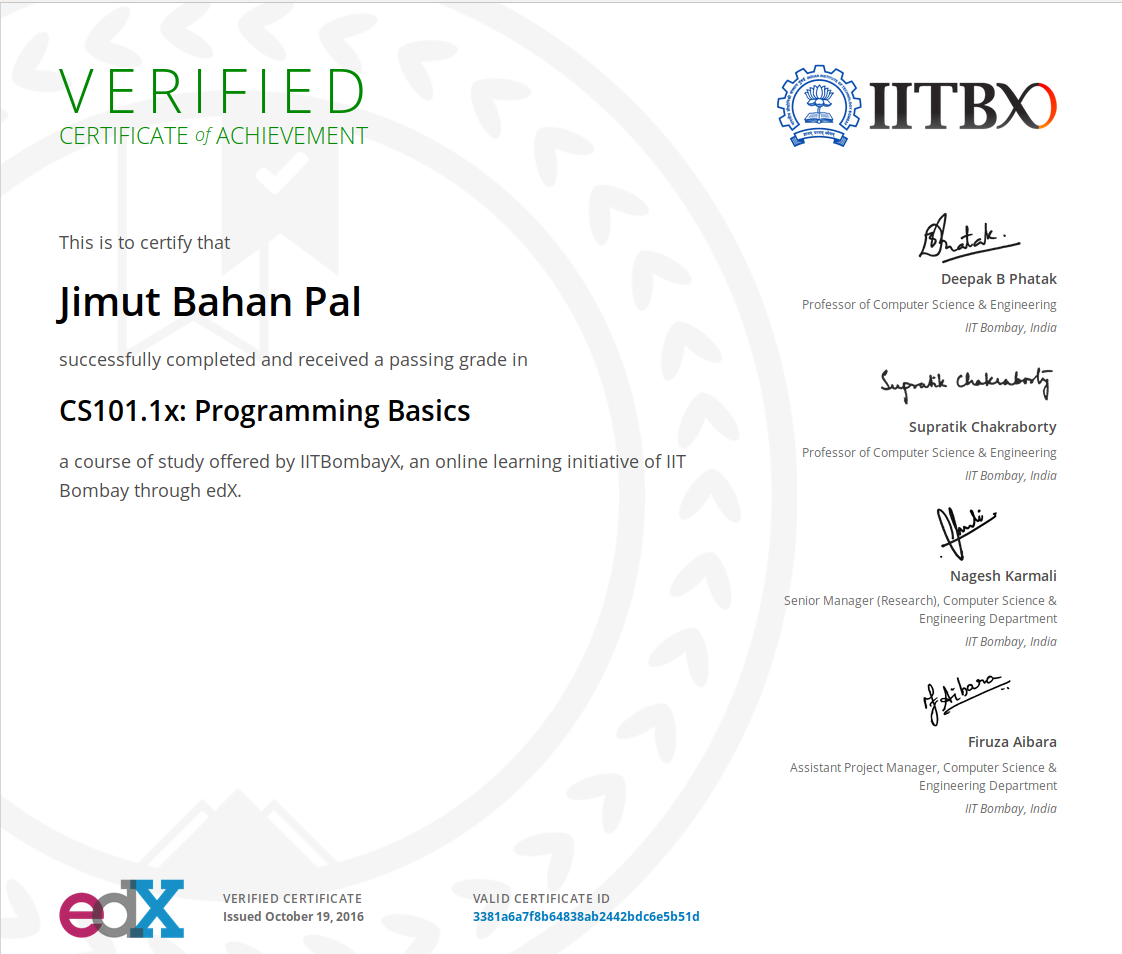 VERIFIED
CERTIFICATE of ACHIEVEMENT
IITBX
This is to certify that
Jimut Bahan Pal
successfully completed and received a passing grade in
CS101.1x: Programming Basics
a course of study offered by IITBombayX, an online learning initiative of IIT
Bombay through edX.
Bhatak.
Deepak B Phatak
Professor of Computer Science & Engineering
IIT Bombay, India
Supratik Chakraborty
Supratik Chakraborty
Professor of Computer Science & Engineering
IIT Bombay, India
Nagesh Karmali
Senior Manager (Research), Computer Science &
Engineering Department
IIT Bombay, India
Aibara
Firuza Aibara
Assistant Project Manager, Computer Science &
Engineering Department
IIT Bombay, India
edX
VERIFIED CERTIFICATE
Issued October 19, 2016
VALID CERTIFICATE ID
3381a6a7f8b64838ab2442bdc6e5b51d